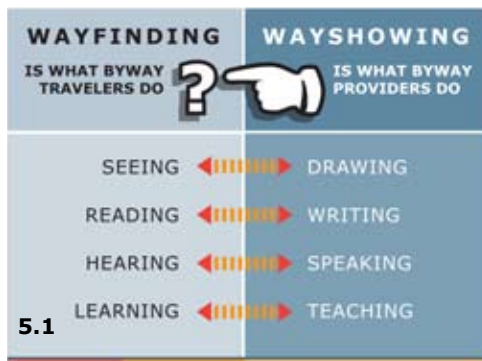 WAYFINDING
IS WHAT BYWAY
TRAVELERS DO
?
WAYSHOWING
IS WHAT BYWAY
PROVIDERS DO
SEEING DRAWING
READING WRITING
HEARING SPEAKING
LEARNING TEACHING
5.1